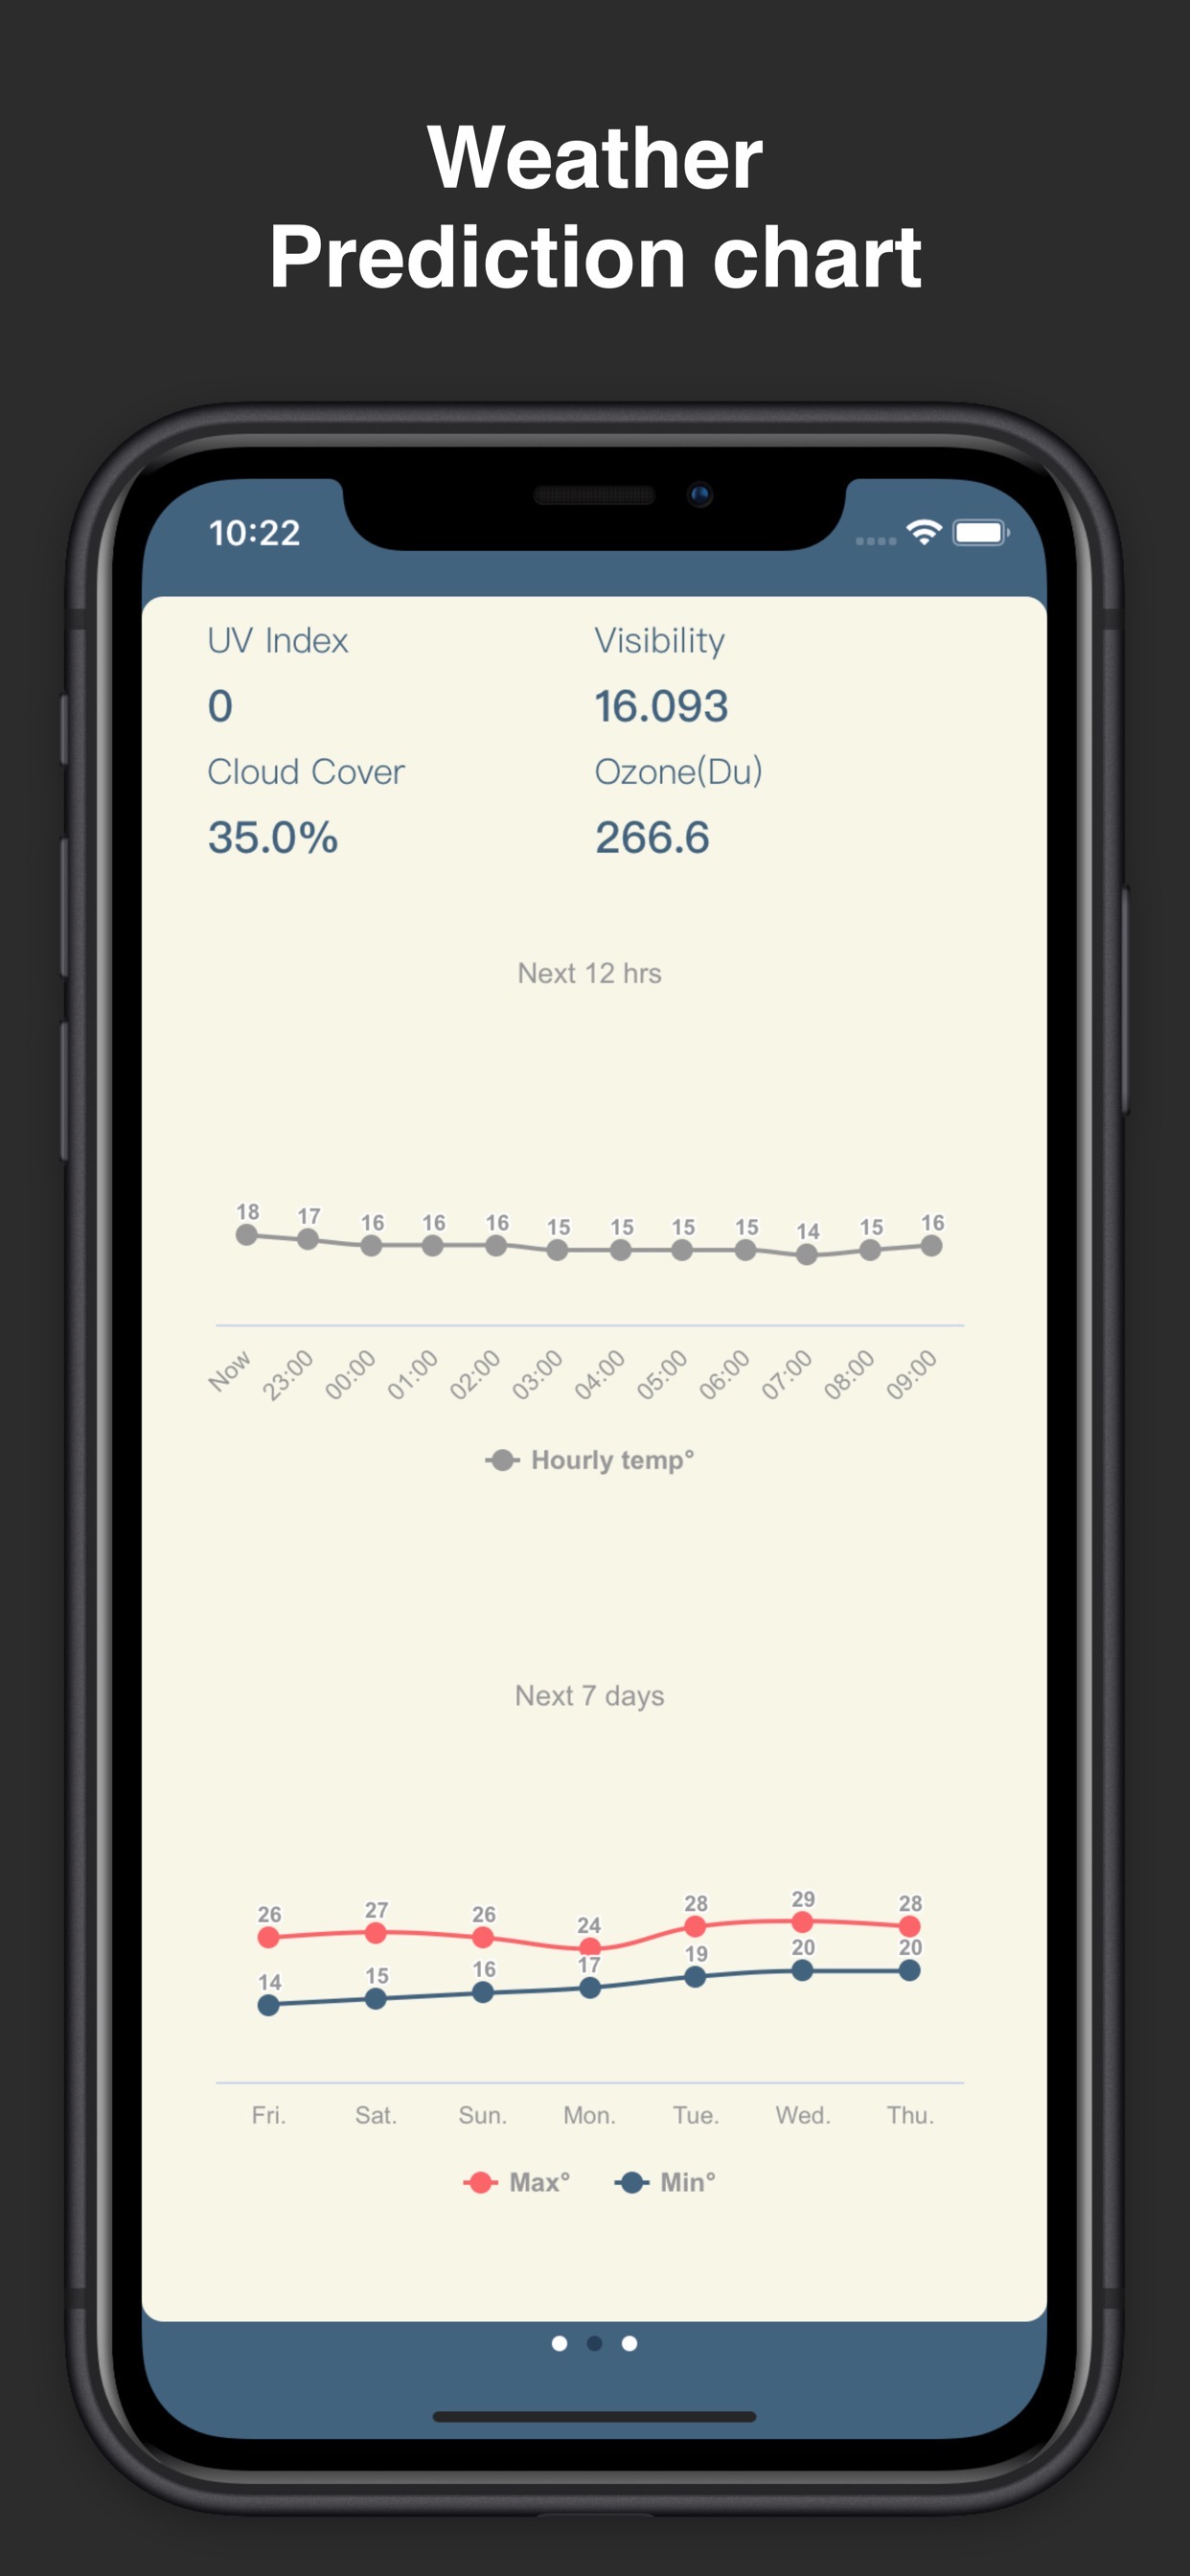 Weather
Prediction chart
10:22
UV Index Visibility
0 16.093
Cloud Cover Ozone(Du)
35.0% 266.6
Next 12 hrs
18 17 16 16 16 15 15 15 15 14 15 16
Now 23:00 00:00 01:00 02:00 03:00 04:00 05:00 06:00 07:00 08:00 09:00
Hourly temp°
Next 7 days
26 27 26 24 28 29 28
14 15 16 17 19 20 20
Fri. Sat. Sun. Mon. Tue. Wed. Thu.
Max° Min°